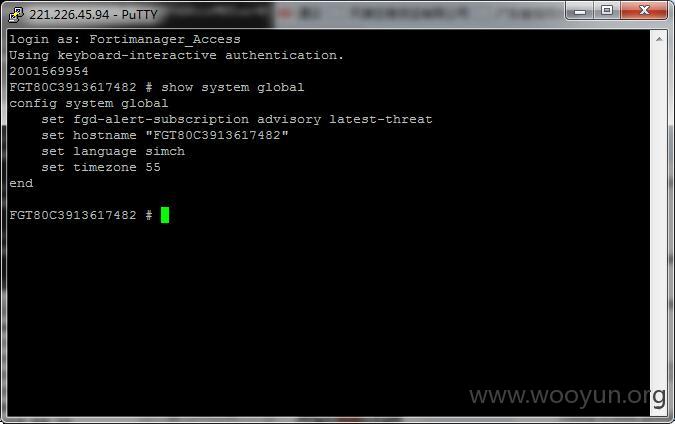 221.226.45.94 - PuTTY
login as: Fortimanager_Access
Using keyboard-interactive authentication.
2001569954
FGT80C3913617482 # show system global
config system global
    set fgd-alert-subscription advisory latest-threat
    set hostname "FGT80C3913617482"
    set language simch
    set timezone 55
end
FGT80C3913617482 #
www.wooyun.org